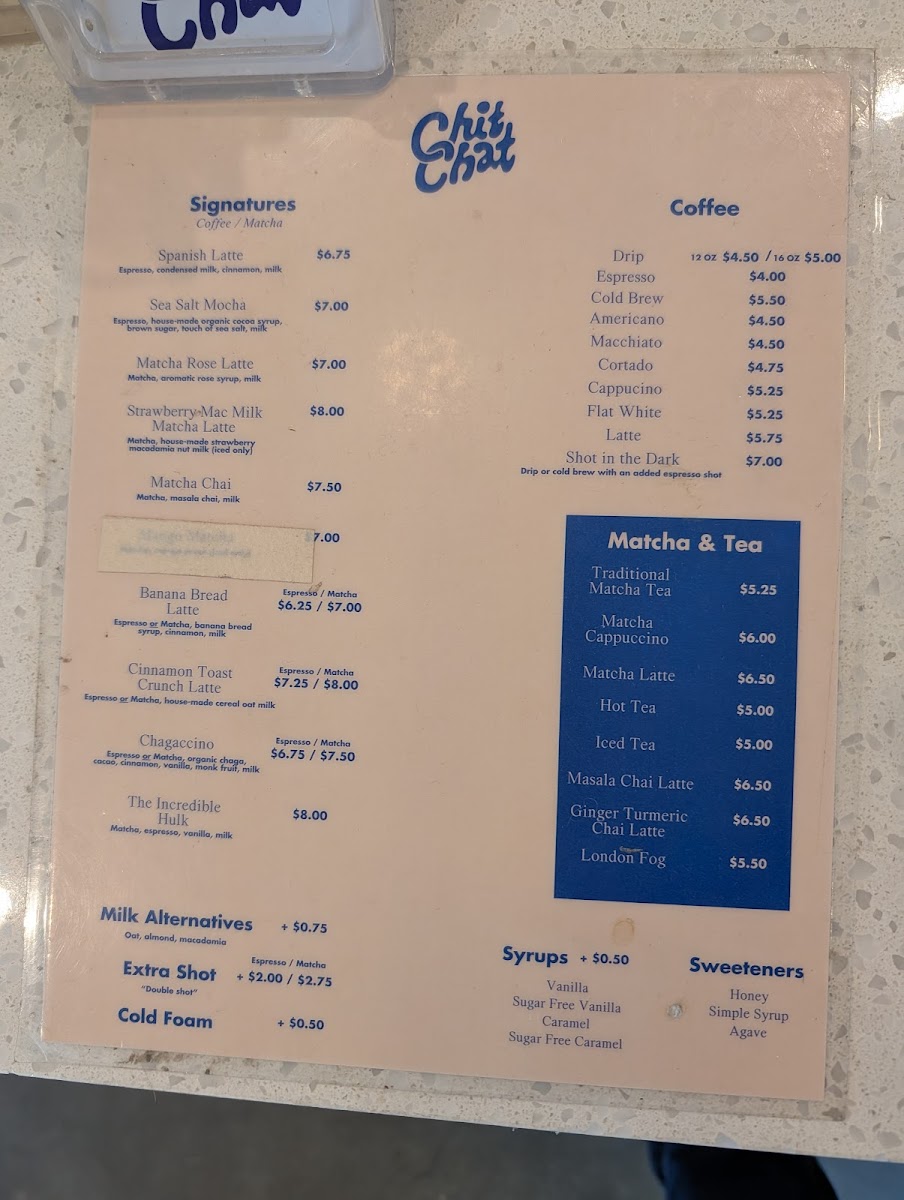 Chat
Chit
Chat
Signatures
Coffee / Matcha
Spanish Latte $6.75
Espresso, condensed milk, cinnamon, milk
Sea Salt Mocha $7.00
Espresso, house-made organic cocoa syrup,
brown sugar, touch of sea salt, milk
Matcha Rose Latte $7.00
Matcha, aromatic rose syrup, milk
Strawberry Mac Milk $8.00
Matcha Latte
Matcha, house-made strawberry
macadamia nut milk (iced only)
Matcha Chai $7.50
Matcha, masala chai, milk
Mango Matcha $7.00
Banana Bread Espresso / Matcha
Latte $6.25 / $7.00
Espresso or Matcha, banana bread
syrup, cinnamon, milk
Cinnamon Toast Espresso / Matcha
Crunch Latte $7.25 / $8.00
Espresso or Matcha, house-made cereal oat milk
Chagaccino Espresso / Matcha
$6.75 / $7.50
Espresso or Matcha, organic chaga,
cacao, cinnamon, vanilla, monk fruit, milk
The Incredible
Hulk $8.00
Matcha, espresso, vanilla, milk
Milk Alternatives + $0.75
Oat, almond, macadamia
Espresso / Matcha
Extra Shot + $2.00 / $2.75
"Double shot"
Cold Foam + $0.50
Coffee
Drip 12 OZ $4.50 / 16 OZ $5.00
Espresso $4.00
Cold Brew $5.50
Americano $4.50
Macchiato $4.50
Cortado $4.75
Cappucino $5.25
Flat White $5.25
Latte $5.75
Shot in the Dark $7.00
Drip or cold brew with an added espresso shot
Matcha & Tea
Traditional
Matcha Tea $5.25
Matcha
Cappuccino $6.00
Matcha Latte $6.50
Hot Tea $5.00
Iced Tea $5.00
Masala Chai Latte $6.50
Ginger Turmeric
Chai Latte $6.50
London Fog $5.50
Syrups + $0.50
Vanilla
Sugar Free Vanilla
Caramel
Sugar Free Caramel
Sweeteners
Honey
Simple Syrup
Agave